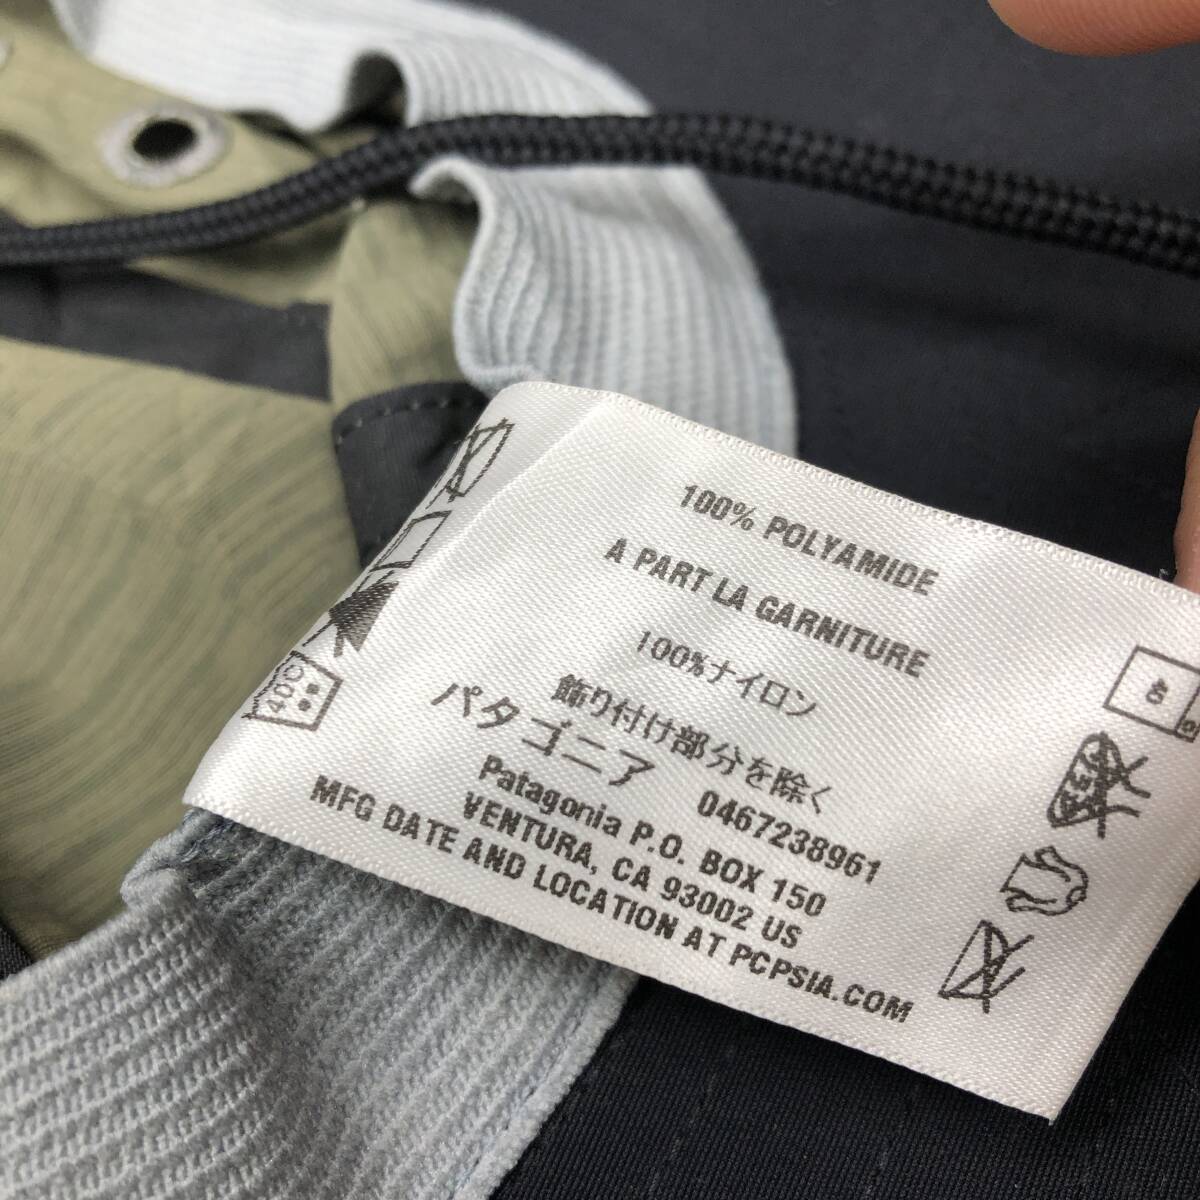 100% POLYAMIDE
A PART LA GARNITURE
100%ナイロン
飾り付け部分を除く
パタゴニア 0467238961
Patagonia P.O. BOX 150
VENTURA, CA 93002 US
MFG DATE AND LOCATION AT PCPSIA.COM
40C